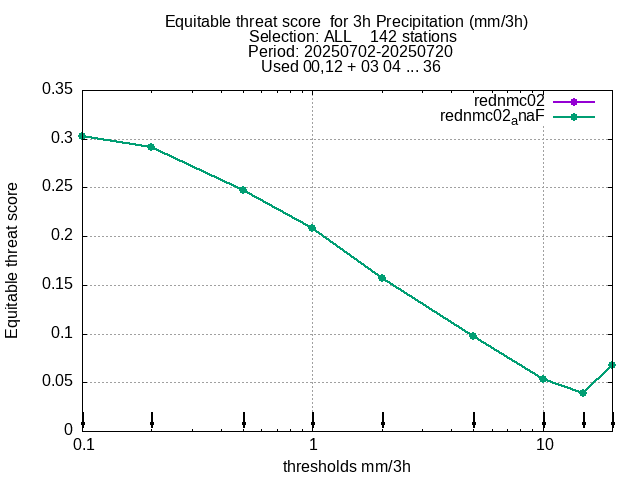 Equitable threat score  for 3h Precipitation (mm/3h)
Selection: ALL    142 stations
Period: 20250702-20250720
Used 00,12 + 03 04 ... 36
rednmc02
rednmc02anaF
0.35
0.3
0.25
0.2
0.15
0.1
0.05
0
Equitable threat score
0.1 1 10
thresholds mm/3h